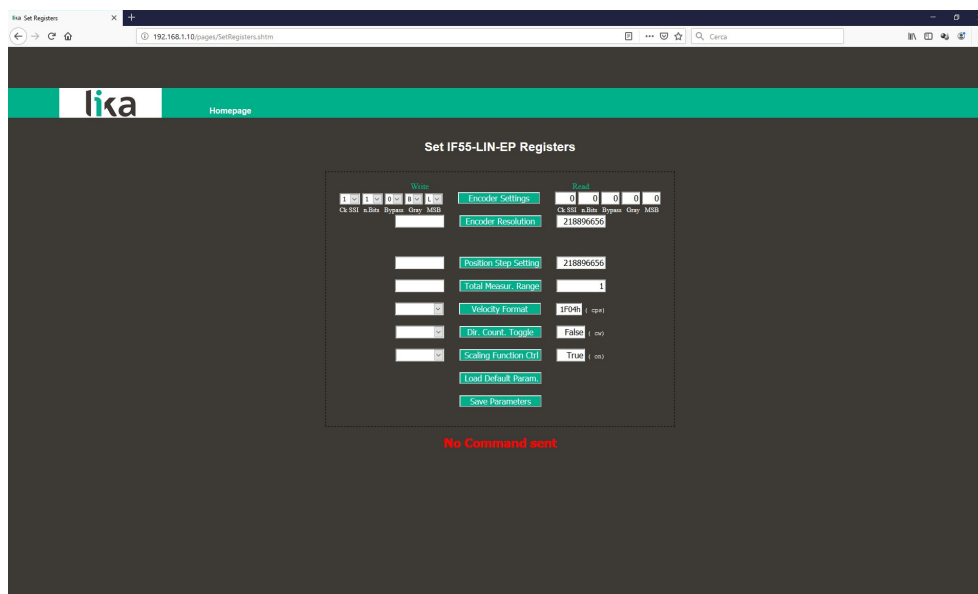 lika Set Registers
192.168.1.10/pages/SetRegisters.shtm
Cerca
lika
Homepage
Set IF55-LIN-EP Registers
Write Read
1 1 0 B L Encoder Settings 0 0 0 0 0
Ck SSI n.Bits Bypass Gray MSB Ck SSI n.Bits Bypass Gray MSB
Encoder Resolution 218896656
Position Step Setting 218896656
Total Measur. Range 1
Velocity Format 1F04h ( cps)
Dir. Count. Toggle False ( cw)
Scaling Function Ctrl True ( on)
Load Default Param.
Save Parameters
No Command sent